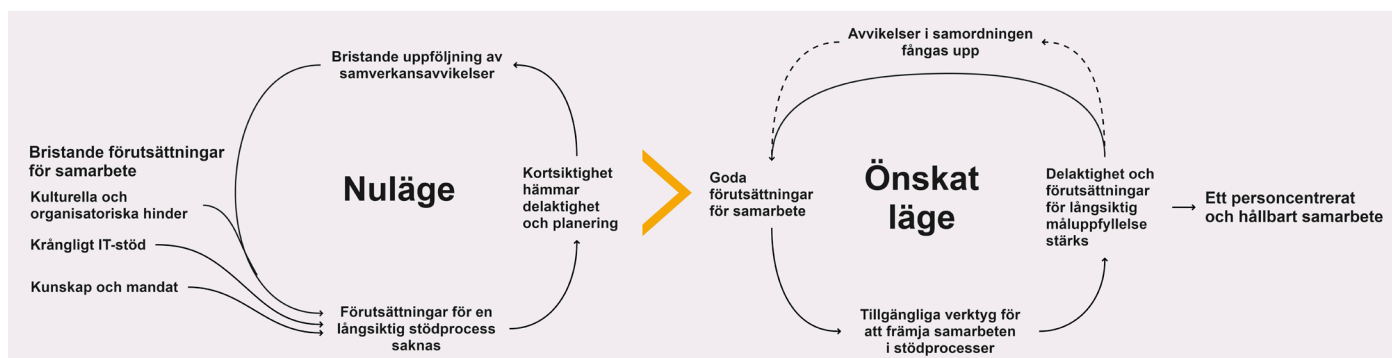 Bristande uppföljning av
samverkansavvikelser
Bristande förutsättningar
för samarbete
Kulturella och
organisatoriska hinder
Krångligt IT-stöd
Kunskap och mandat
Nuläge
Kortsiktighet
hämmar
delaktighet
och planering
Förutsättningar för en
långsiktig stödprocess
saknas
Avvikelser i samordningen
fångas upp
Goda
förutsättningar
för samarbete
Önskat
läge
Delaktighet och
förutsättningar
för långsiktig
måluppfyllelse
stärks
Tillgängliga verktyg för
att främja samarbeten
i stödprocesser
Ett personcentrerat
och hållbart samarbete